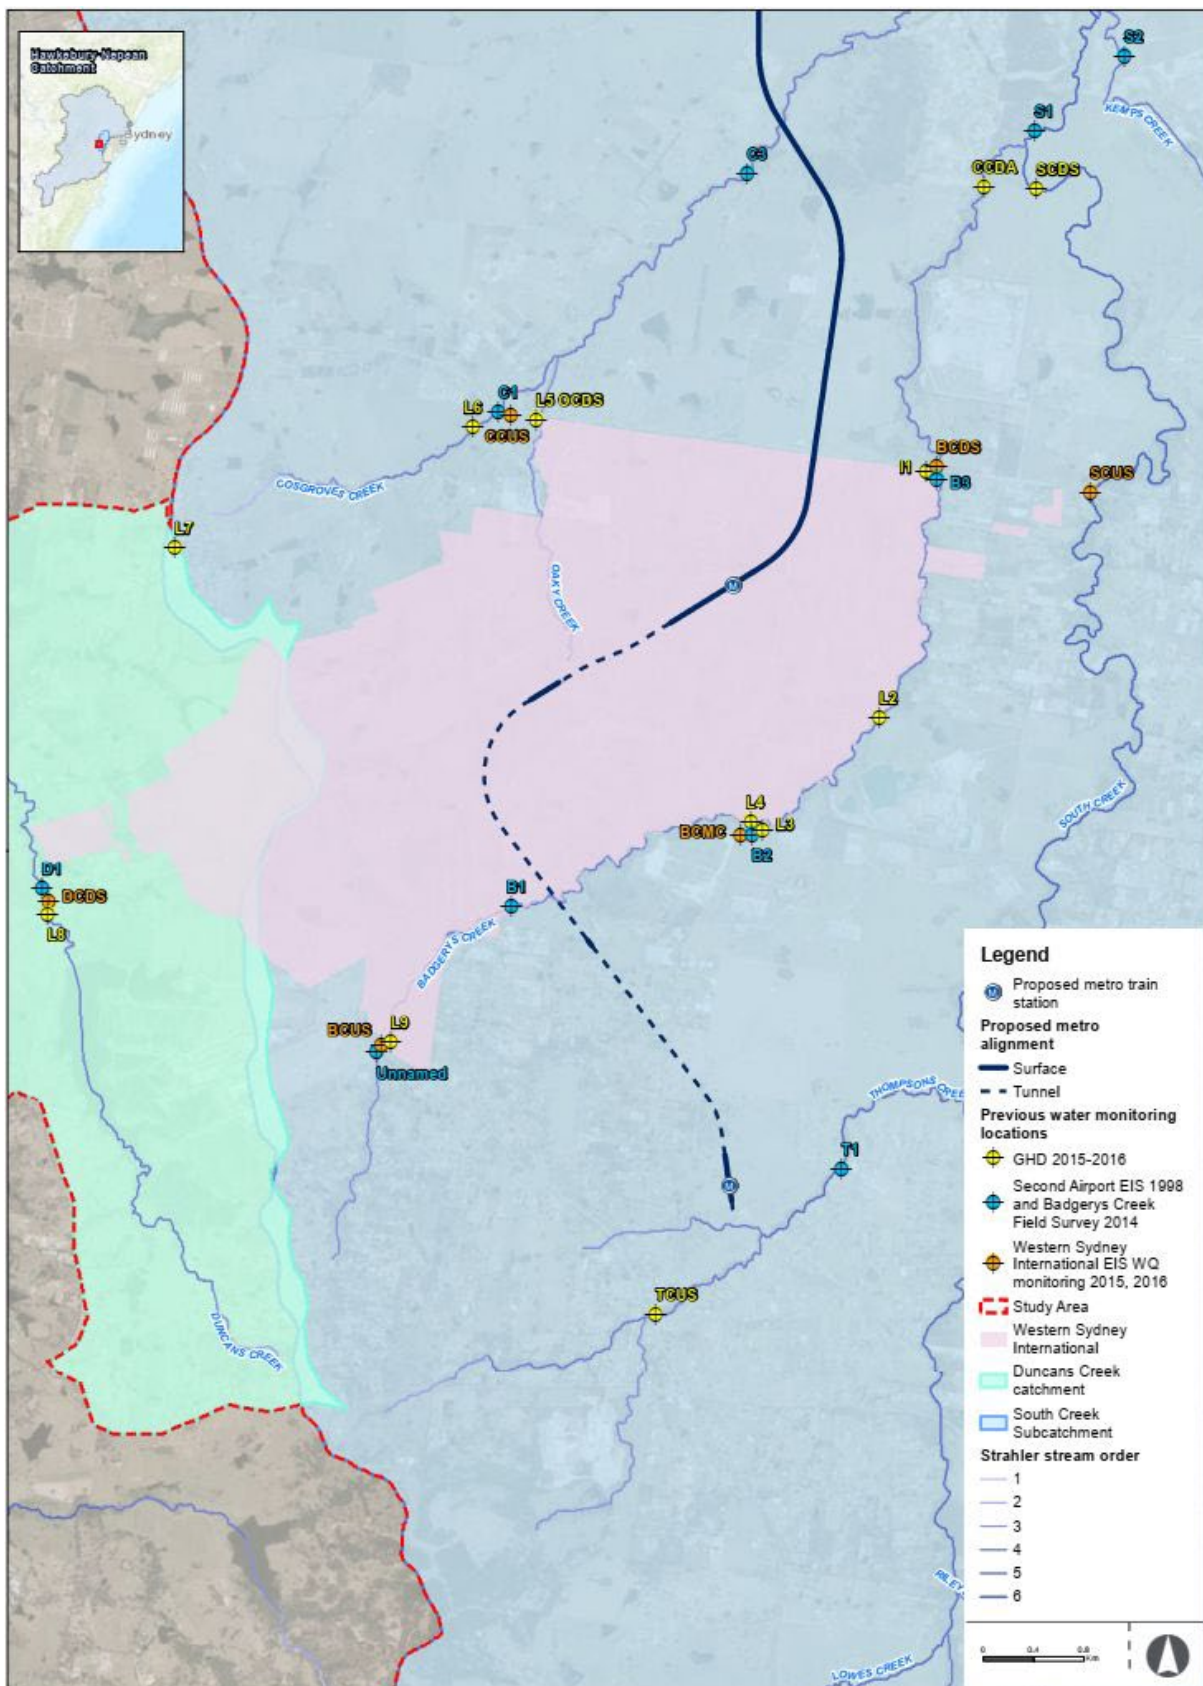 Hawkesbury-Nepean
Catchment
Sydney
S2
KEMPS CREEK
S1
C3
CCDA
SCDS
C1
L6
L5 OCDS
CCUS
BCDS
I1
B3
SCUS
COSGROVES CREEK
L7
OAKY CREEK
M
L2
SOUTH CREEK
L4
BCMC
L3
B2
D1
DCDS
L8
B1
BADGERYS CREEK
BCUS
L9
Unnamed
THOMPSONS CREE
T1
M
TCUS
DUNCANS CREEK
RILEYS
LOWES CREEK
Legend
M
Proposed metro train
station
Proposed metro
alignment
Surface
Tunnel
Previous water monitoring
locations
GHD 2015-2016
Second Airport EIS 1998
and Badgerys Creek
Field Survey 2014
Western Sydney
International EIS WQ
monitoring 2015, 2016
Study Area
Western Sydney
International
Duncans Creek
catchment
South Creek
Subcatchment
Strahler stream order
1
2
3
4
5
6
0 0.4 0.8
Km